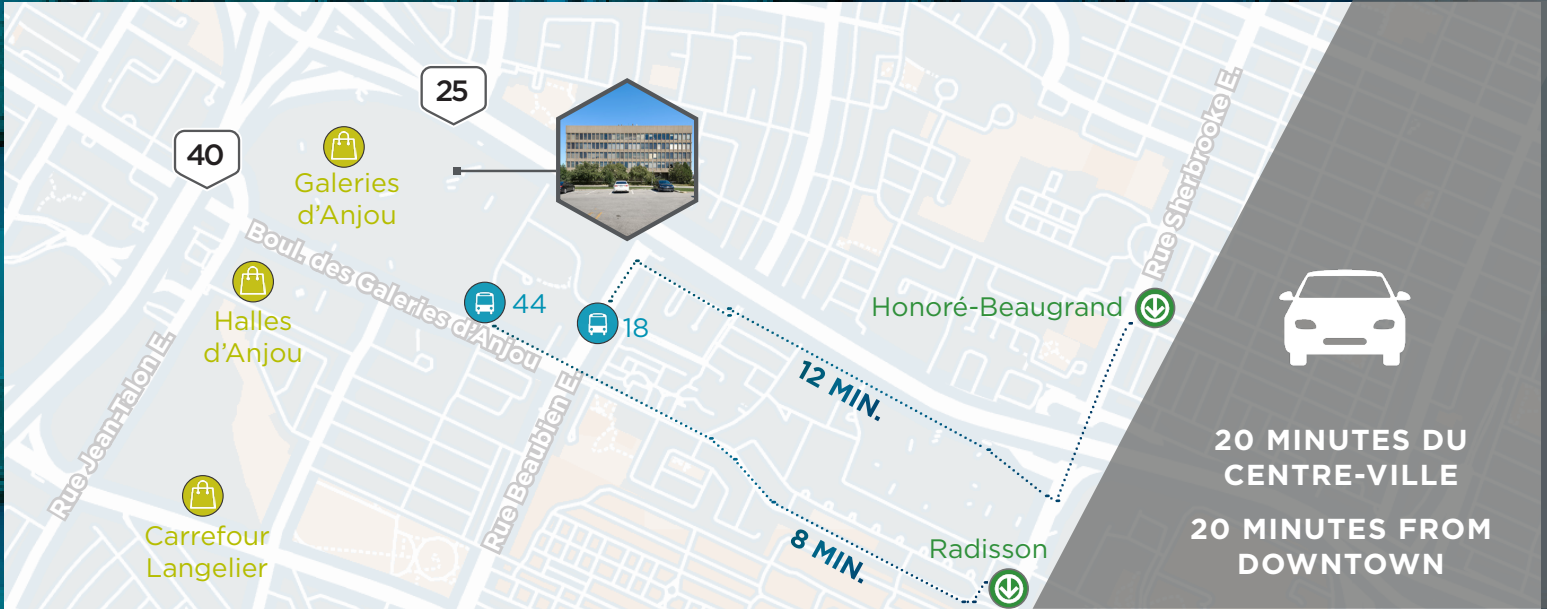 25
40
Galeries
d’Anjou
Boul. des Galeries d’Anjou
Rue Sherbrooke E.
Halles
d’Anjou
44
18
Honoré-Beaugrand
12 MIN.
Rue Jean-Talon E.
Rue Beaubien E.
Carrefour
Langelier
8 MIN.
Radisson
20 MINUTES DU
CENTRE-VILLE
20 MINUTES FROM
DOWNTOWN